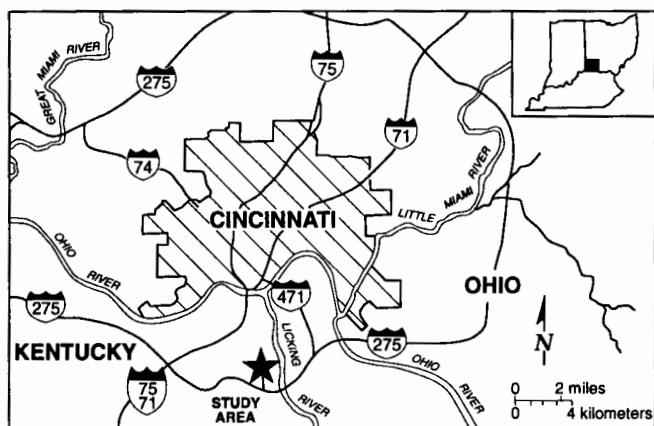 GREAT MIAMI RIVER
275
75
71
74
CINCINNATI
LITTLE MIAMI RIVER
OHIO RIVER
OHIO
275
471
KENTUCKY
LICKING RIVER
275
OHIO RIVER
N
75
71
STUDY
AREA
0 2 miles
0 4 kilometers